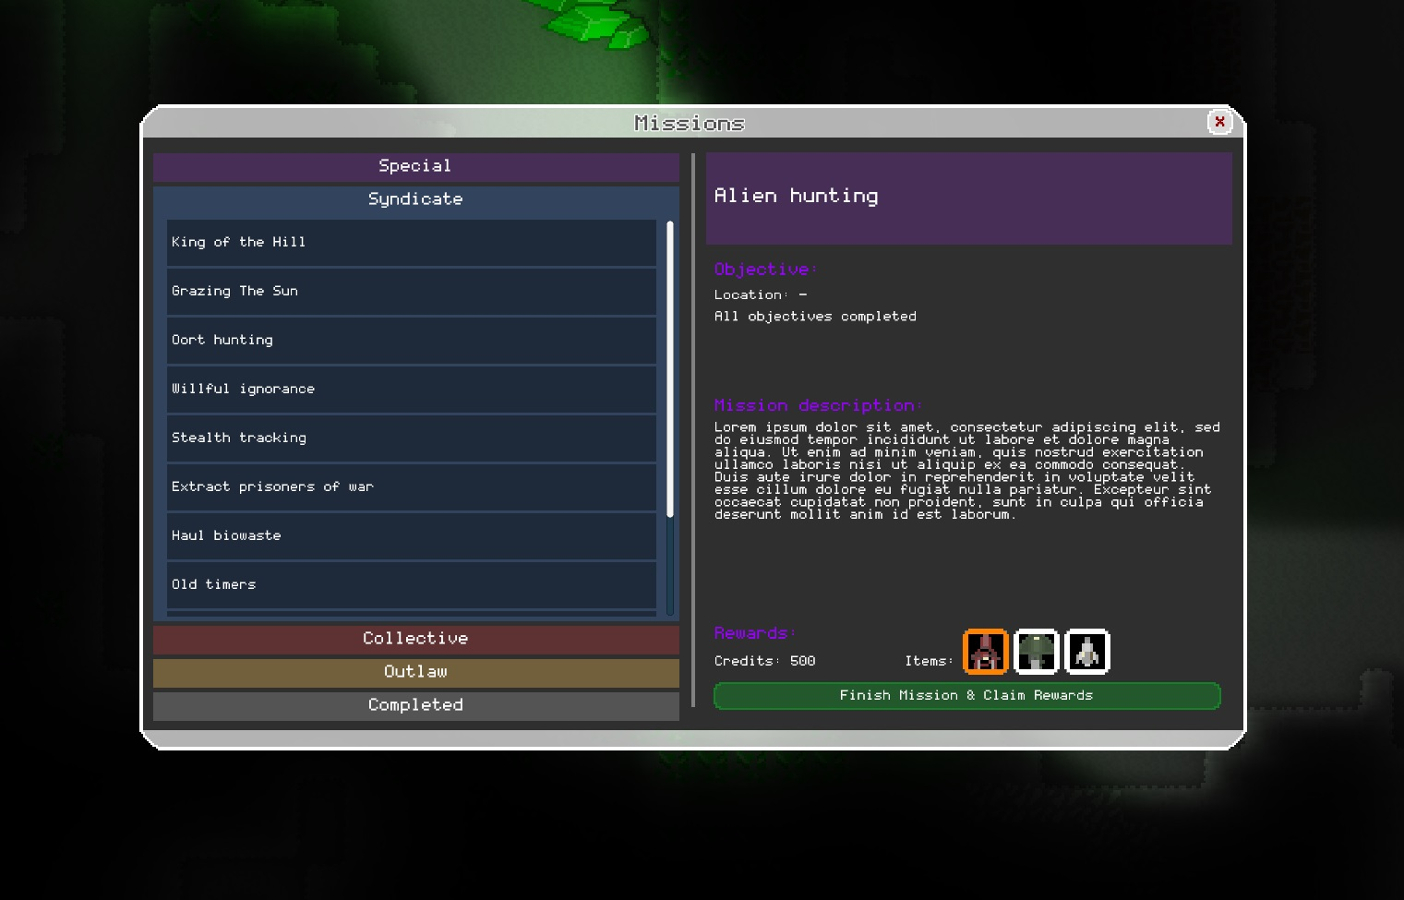 Missions
x
Special
Syndicate
King of the Hill
Grazing The Sun
Oort hunting
Willful ignorance
Stealth tracking
Extract prisoners of war
Haul biowaste
Old timers
Collective
Outlaw
Completed
Alien hunting
Objective:
Location: -
All objectives completed
Mission description:
Lorem ipsum dolor sit amet, consectetur adipiscing elit, sed
do eiusmod tempor incididunt ut labore et dolore magna
aliqua. Ut enim ad minim veniam, quis nostrud exercitation
ullamco laboris nisi ut aliquip ex ea commodo consequat.
Duis aute irure dolor in reprehenderit in voluptate velit
esse cillum dolore eu fugiat nulla pariatur. Excepteur sint
occaecat cupidatat non proident, sunt in culpa qui officia
deserunt mollit anim id est laborum.
Rewards:
Credits: 500
Items:
Finish Mission & Claim Rewards